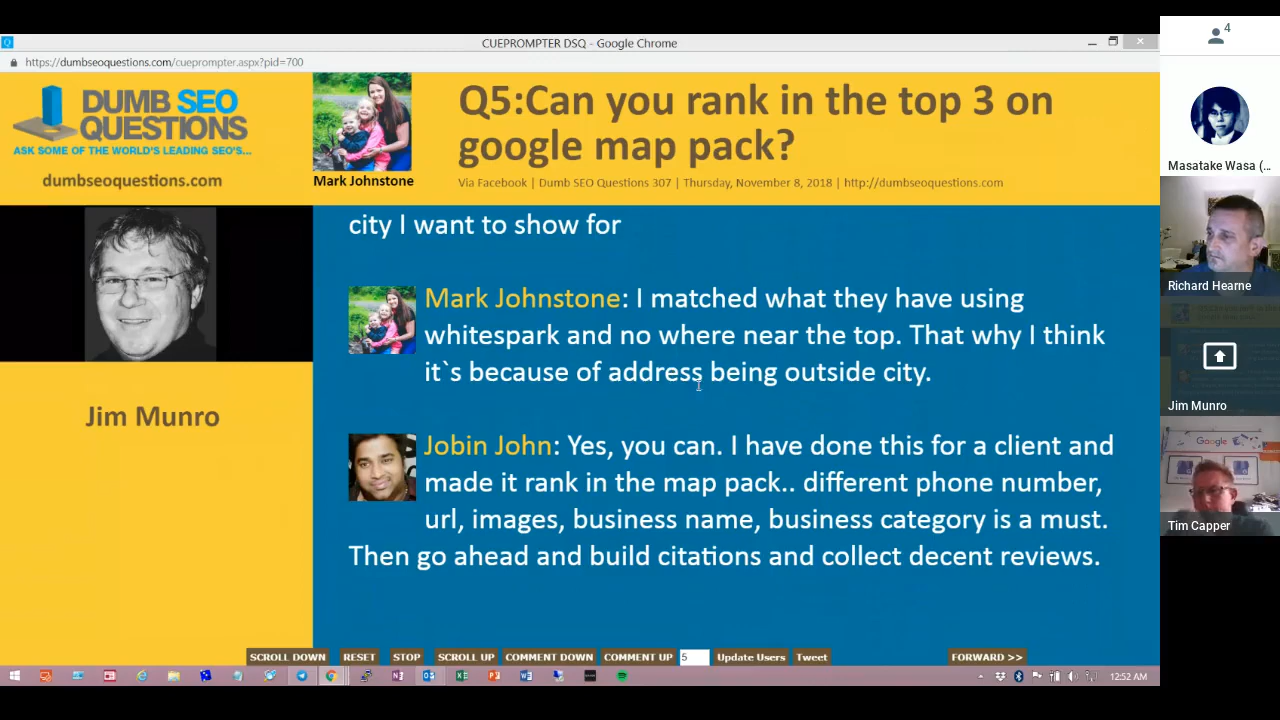 CUEPROMPTER DSQ - Google Chrome
https://dumbseoquestions.com/cueprompter.aspx?pid=700
DUMB SEO
QUESTIONS
ASK SOME OF THE WORLD'S LEADING SEO'S...
dumbseoquestions.com
Mark Johnstone
Q5:Can you rank in the top 3 on
google map pack?
Via Facebook | Dumb SEO Questions 307 | Thursday, November 8, 2018 | http://dumbseoquestions.com
Jim Munro
city I want to show for
Mark Johnstone: I matched what they have using
whitespark and no where near the top. That why I think
it`s because of address being outside city.
Jobin John: Yes, you can. I have done this for a client and
made it rank in the map pack.. different phone number,
url, images, business name, business category is a must.
Then go ahead and build citations and collect decent reviews.
SCROLL DOWN RESET STOP SCROLL UP COMMENT DOWN COMMENT UP 5 Update Users Tweet FORWARD >>
12:52 AM
4
Masatake Wasa (...
Richard Hearne
Jim Munro
Google
Tim Capper